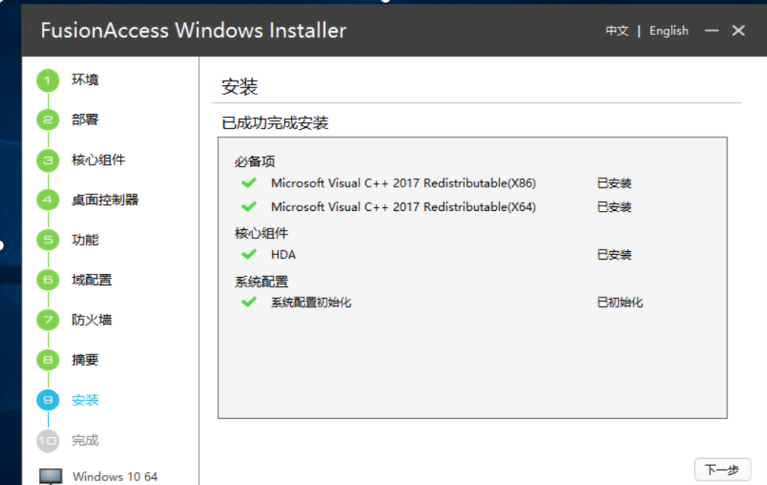 FusionAccess Windows Installer
中文 | English
1 环境
2 部署
3 核心组件
4 桌面控制器
5 功能
6 域配置
7 防火墙
8 摘要
9 安装
10 完成
Windows 10 64
安装
已成功完成安装
必备项
Microsoft Visual C++ 2017 Redistributable(X86) 已安装
Microsoft Visual C++ 2017 Redistributable(X64) 已安装
核心组件
HDA 已安装
系统配置
系统配置初始化 已初始化
下一步